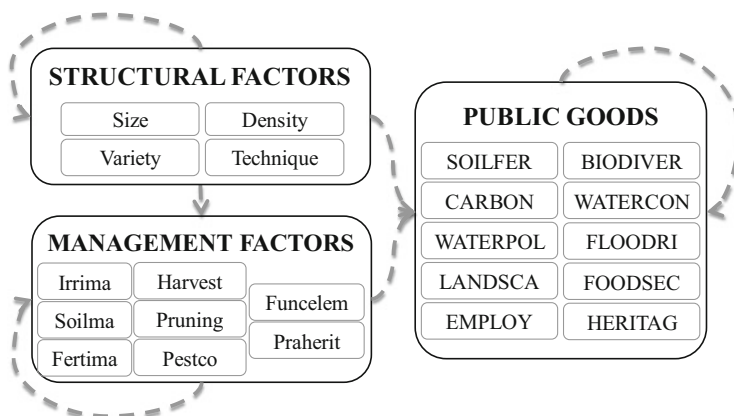 STRUCTURAL FACTORS
Size Density
Variety Technique
MANAGEMENT FACTORS
Irrima Harvest
Soilma Pruning
Fertima Pestco
Funcelem
Praherit
PUBLIC GOODS
SOILFER BIODIVER
CARBON WATERCON
WATERPOL FLOODRI
LANDSCA FOODSEC
EMPLOY HERITAG